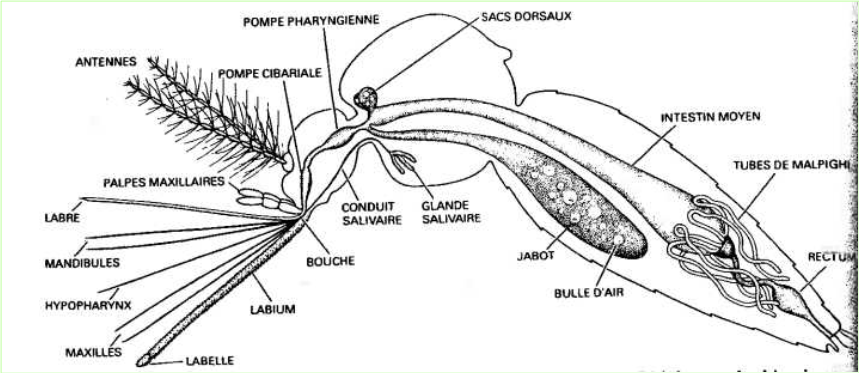 POMPE PHARYNGIENNE
SACS DORSAUX
ANTENNES
POMPE CIBARIALE
INTESTIN MOYEN
TUBES DE MALPIGHI
PALPES MAXILLAIRES
LABRE
CONDUIT
SALIVAIRE
GLANDE
SALIVAIRE
MANDIBULES
BOUCHE
JABOT
RECTUM
HYPOPHARYNX
LABIUM
BULLE D'AIR
MAXILLES
LABELLE